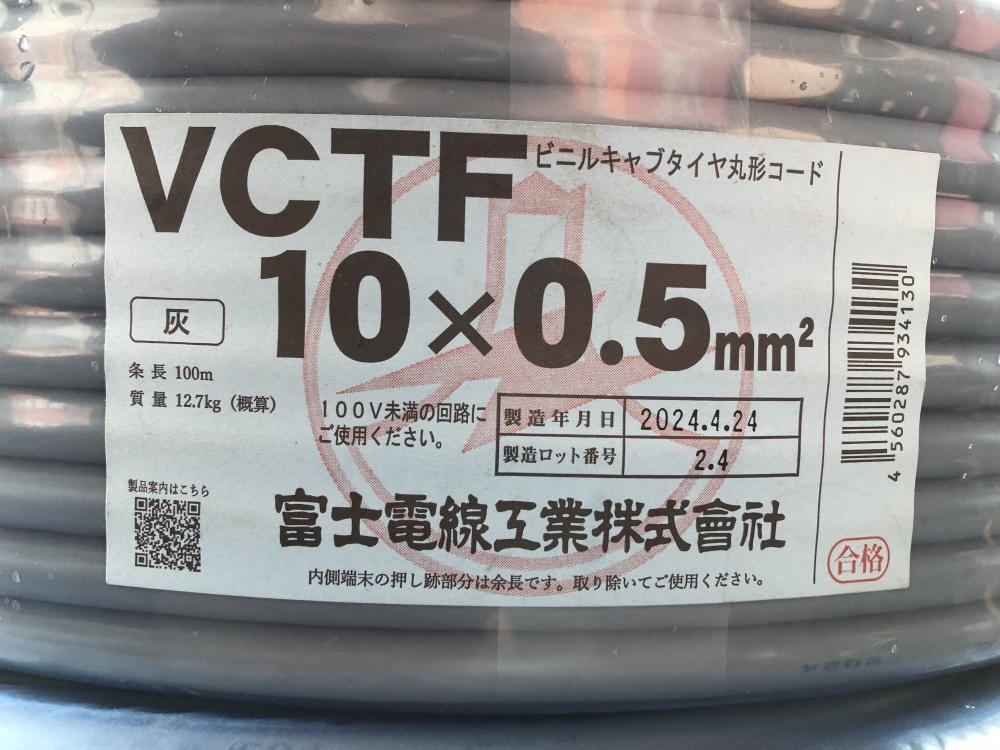 VCTF
ビニルキャブタイヤ丸形コード
10×0.5mm²
灰
条長 100m
質量 12.7kg (概算)
100V未満の回路に
ご使用ください。
製造年月日 2024.4.24
製造ロット番号 2.4
製品案内はこちら
富士電線工業株式會社
内側端末の押し跡部分は余長です。取り除いてご使用ください。
4560287934130
合格
2024